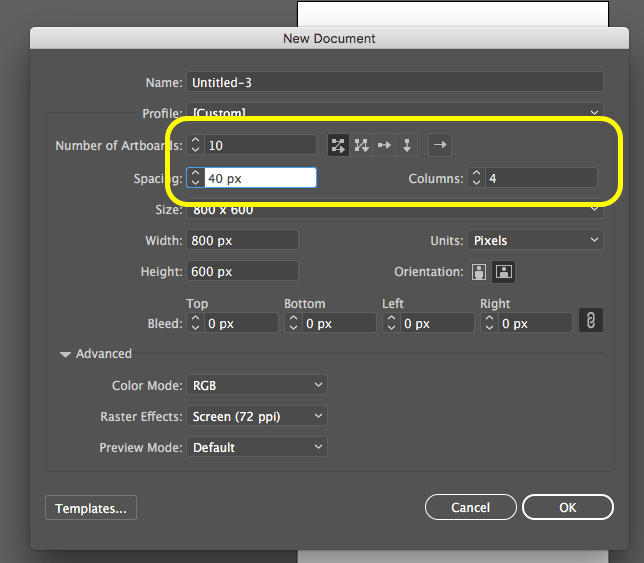 New Document
Name: Untitled-3
Profile: [Custom]
Number of Artboards: 10
Spacing: 40 px Columns: 4
Size: 800 x 600
Width: 800 px Units: Pixels
Height: 600 px Orientation:
Top Bottom Left Right
Bleed: 0 px 0 px 0 px 0 px
Advanced
Color Mode: RGB
Raster Effects: Screen (72 ppi)
Preview Mode: Default
Templates... Cancel OK